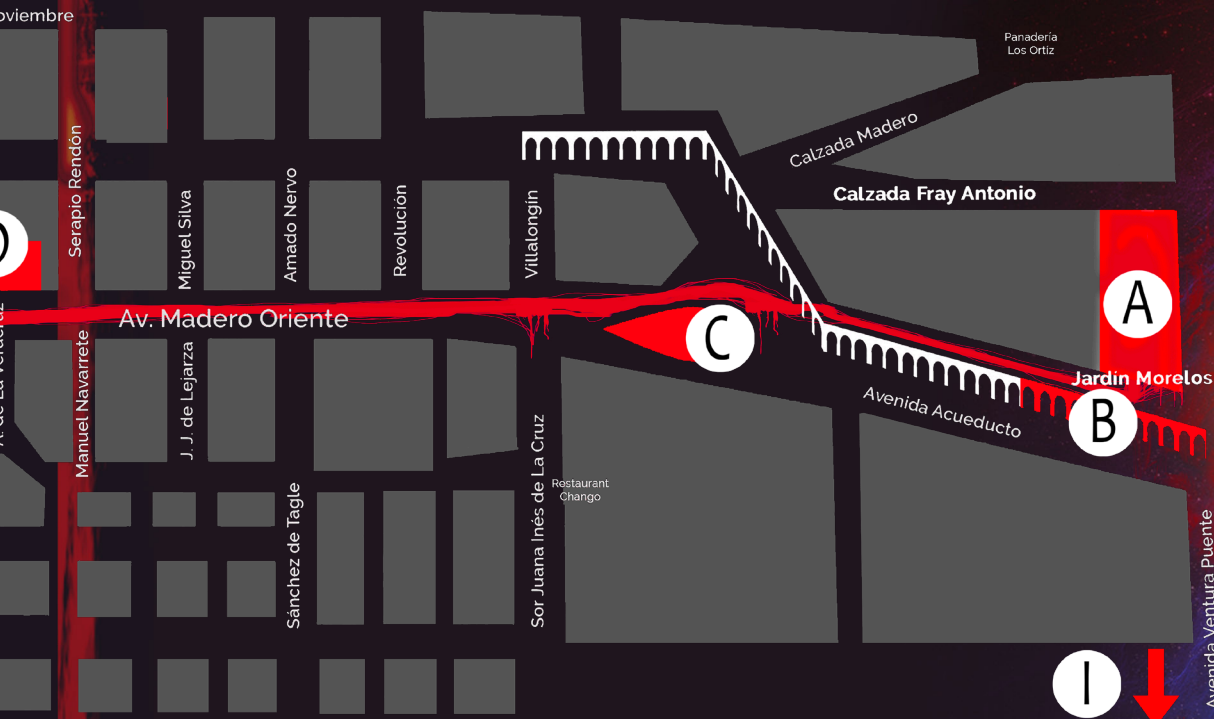 oviembre
Panadería
Los Ortiz
Calzada Madero
Calzada Fray Antonio
Serapio Rendón
Miguel Silva
Amado Nervo
Revolución
Villalongín
A
Av. Madero Oriente
C
Jardín Morelos
B
Avenida Acueducto
Manuel Navarrete
J. J. de Lejarza
Sor Juana Inés de La Cruz
Restaurant
Chango
Sánchez de Tagle
Avenida Ventura Puente
I